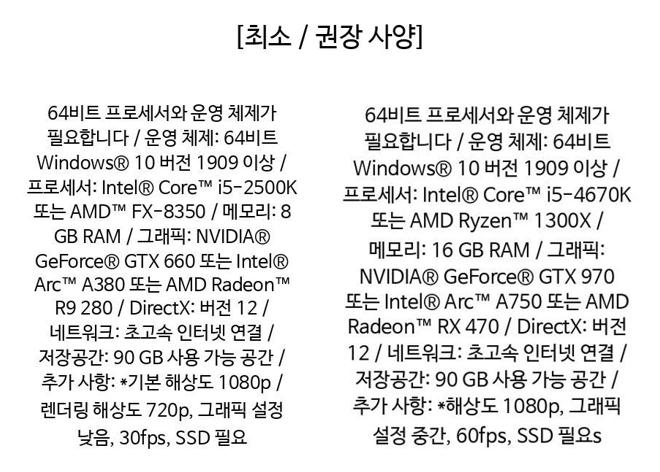 [최소 / 권장 사양]
64비트 프로세서와 운영 체제가
필요합니다 / 운영 체제: 64비트
Windows® 10 버전 1909 이상 /
프로세서: Intel® Core™ i5-2500K
또는 AMD™ FX-8350 / 메모리: 8
GB RAM / 그래픽: NVIDIA®
GeForce® GTX 660 또는 Intel®
Arc™ A380 또는 AMD Radeon™
R9 280 / DirectX: 버전 12 /
네트워크: 초고속 인터넷 연결 /
저장공간: 90 GB 사용 가능 공간 /
추가 사항: *기본 해상도 1080p /
렌더링 해상도 720p, 그래픽 설정
낮음, 30fps, SSD 필요
64비트 프로세서와 운영 체제가
필요합니다 / 운영 체제: 64비트
Windows® 10 버전 1909 이상 /
프로세서: Intel® Core™ i5-4670K
또는 AMD Ryzen™ 1300X /
메모리: 16 GB RAM / 그래픽:
NVIDIA® GeForce® GTX 970
또는 Intel® Arc™ A750 또는 AMD
Radeon™ RX 470 / DirectX: 버전
12 / 네트워크: 초고속 인터넷 연결 /
저장공간: 90 GB 사용 가능 공간 /
추가 사항: *해상도 1080p, 그래픽
설정 중간, 60fps, SSD 필요s